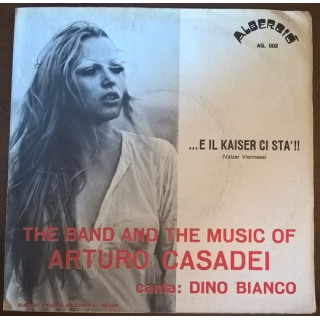 ALBERGIÓ
AG. 002
...E IL KAISER CI STA'!!
(Valzer Viennese)
THE BAND AND THE MUSIC OF
ARTURO CASADEI
canta: DINO BIANCO